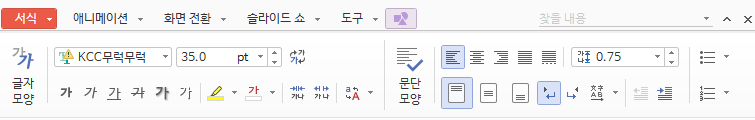 서식 애니메이션 화면 전환 슬라이드 쇼 도구 찾을 내용
글자 모양
KCC무럭무럭 35.0 pt
가 가 가 가 가 가 가
문단 모양
0.75